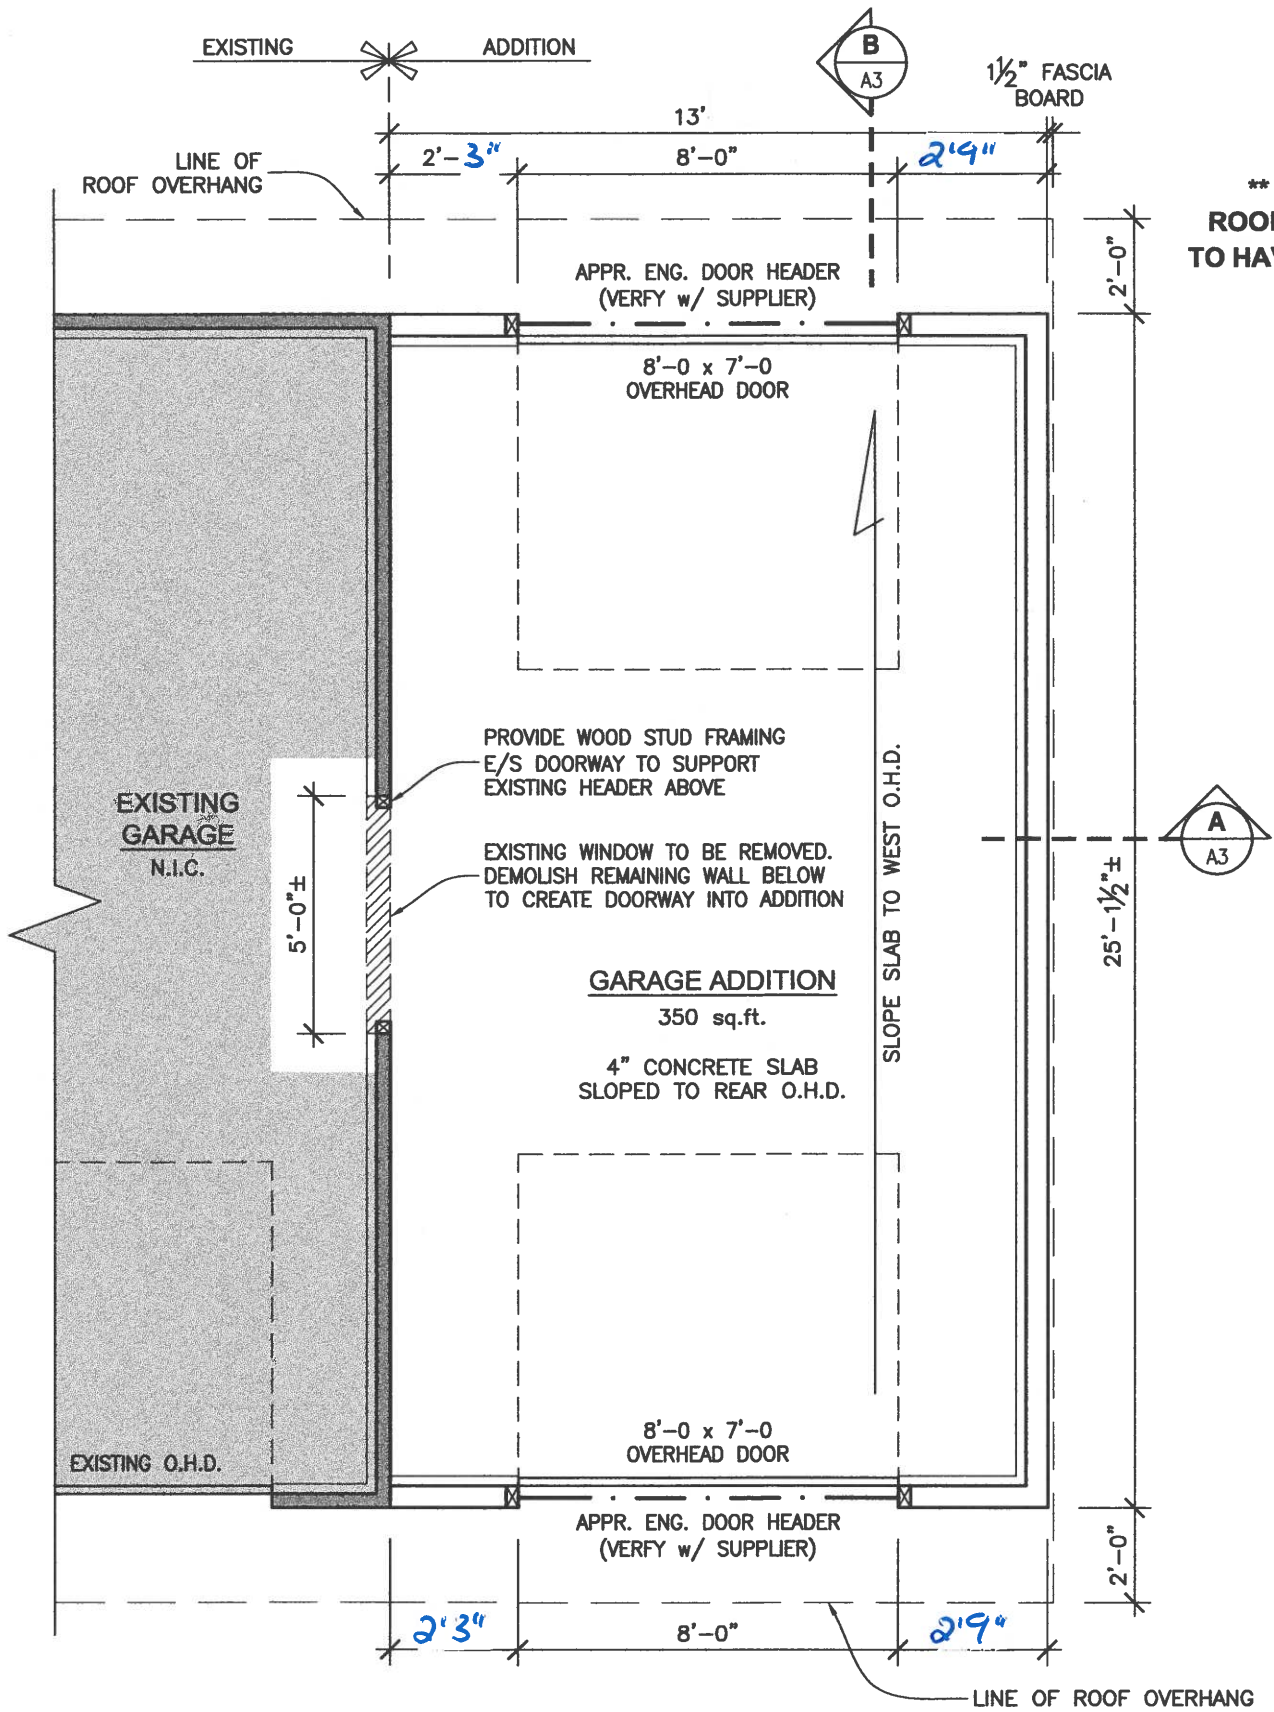 EXISTING
ADDITION
B
A3
1½" FASCIA
BOARD
13'
2'-3"
8'-0"
2'9"
LINE OF
ROOF OVERHANG
**
2'-0"
APPR. ENG. DOOR HEADER
(VERFY w/ SUPPLIER)
8'-0 x 7'-0
OVERHEAD DOOR
PROVIDE WOOD STUD FRAMING
E/S DOORWAY TO SUPPORT
EXISTING HEADER ABOVE
EXISTING
GARAGE
N.I.C.
EXISTING WINDOW TO BE REMOVED.
DEMOLISH REMAINING WALL BELOW
TO CREATE DOORWAY INTO ADDITION
5'-0"±
SLOPE SLAB TO WEST O.H.D.
A
A3
25'-1½"±
GARAGE ADDITION
350 sq.ft.
4" CONCRETE SLAB
SLOPED TO REAR O.H.D.
8'-0 x 7'-0
OVERHEAD DOOR
EXISTING O.H.D.
APPR. ENG. DOOR HEADER
(VERFY w/ SUPPLIER)
2'-0"
2'3"
8'-0"
2'9"
LINE OF ROOF OVERHANG
TO